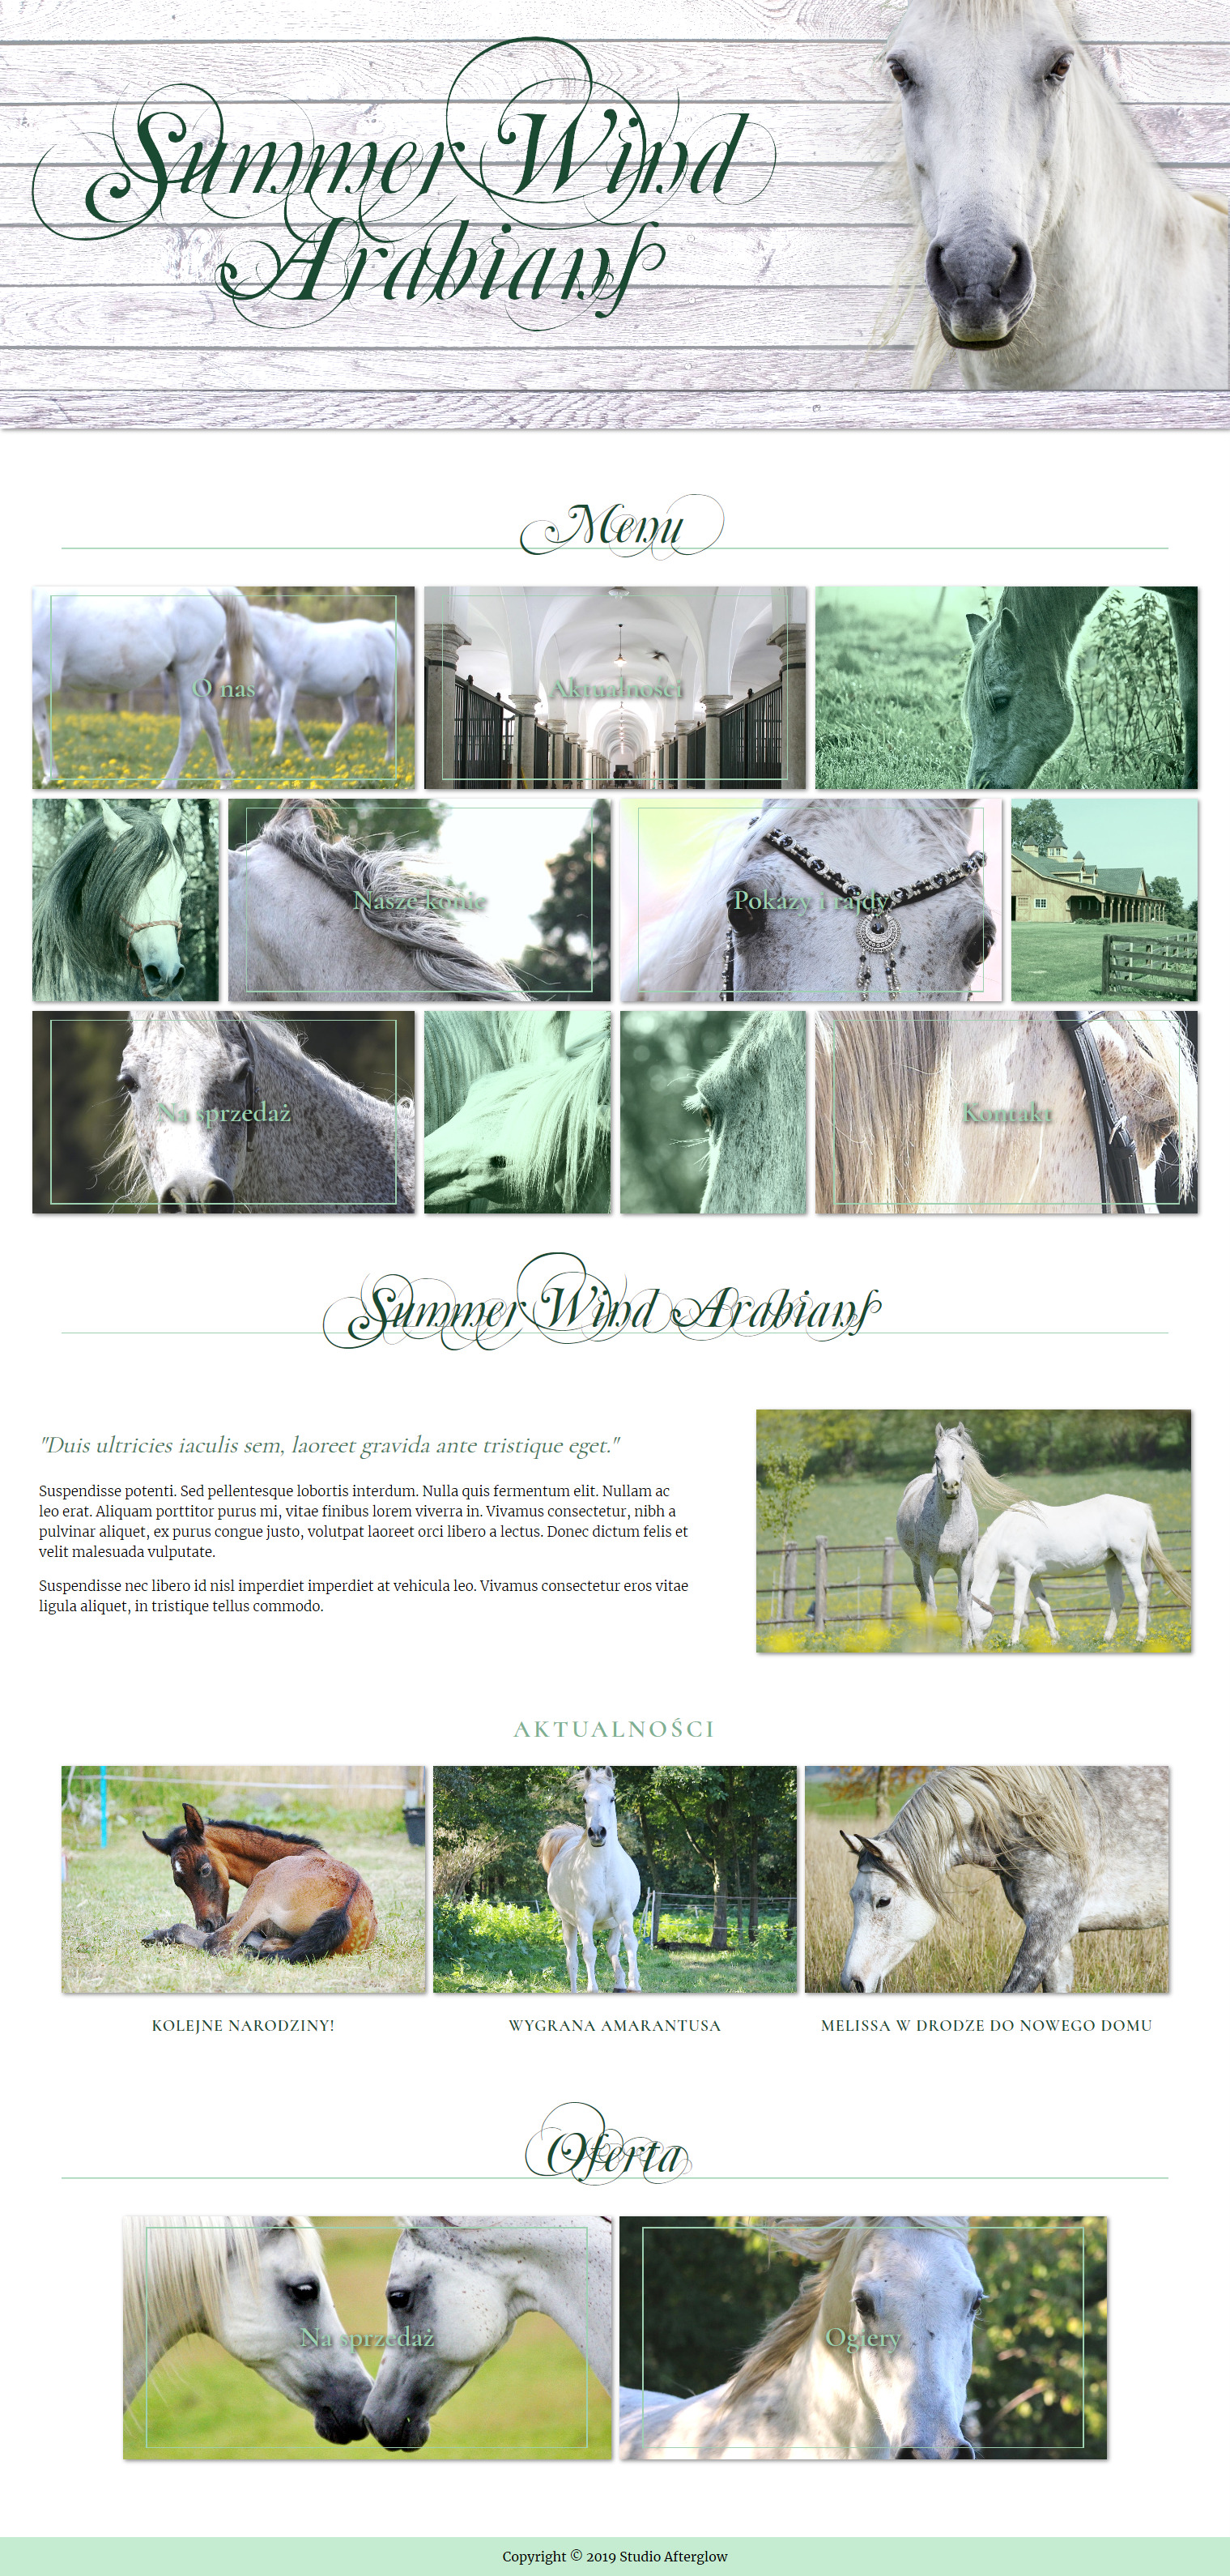 Summer Wind
Arabians
Menu
O nas
Aktualności
Nasze konie
Pokazy i rajdy
Na sprzedaż
Kontakt
Summer Wind Arabians
"Duis ultricies iaculis sem, laoreet gravida ante tristique eget."
Suspendisse potenti. Sed pellentesque lobortis interdum. Nulla quis fermentum elit. Nullam ac
leo erat. Aliquam porttitor purus mi, vitae finibus lorem viverra in. Vivamus consectetur, nibh a
pulvinar aliquet, ex purus congue justo, volutpat laoreet orci libero a lectus. Donec dictum felis et
velit malesuada vulputate.
Suspendisse nec libero id nisl imperdiet imperdiet at vehicula leo. Vivamus consectetur eros vitae
ligula aliquet, in tristique tellus commodo.
AKTUALNOŚCI
KOLEJNE NARODZINY!
WYGRANA AMARANTUSA
MELISSA W DRODZE DO NOWEGO DOMU
Oferta
Na sprzedaż
Ogiery
Copyright © 2019 Studio Afterglow